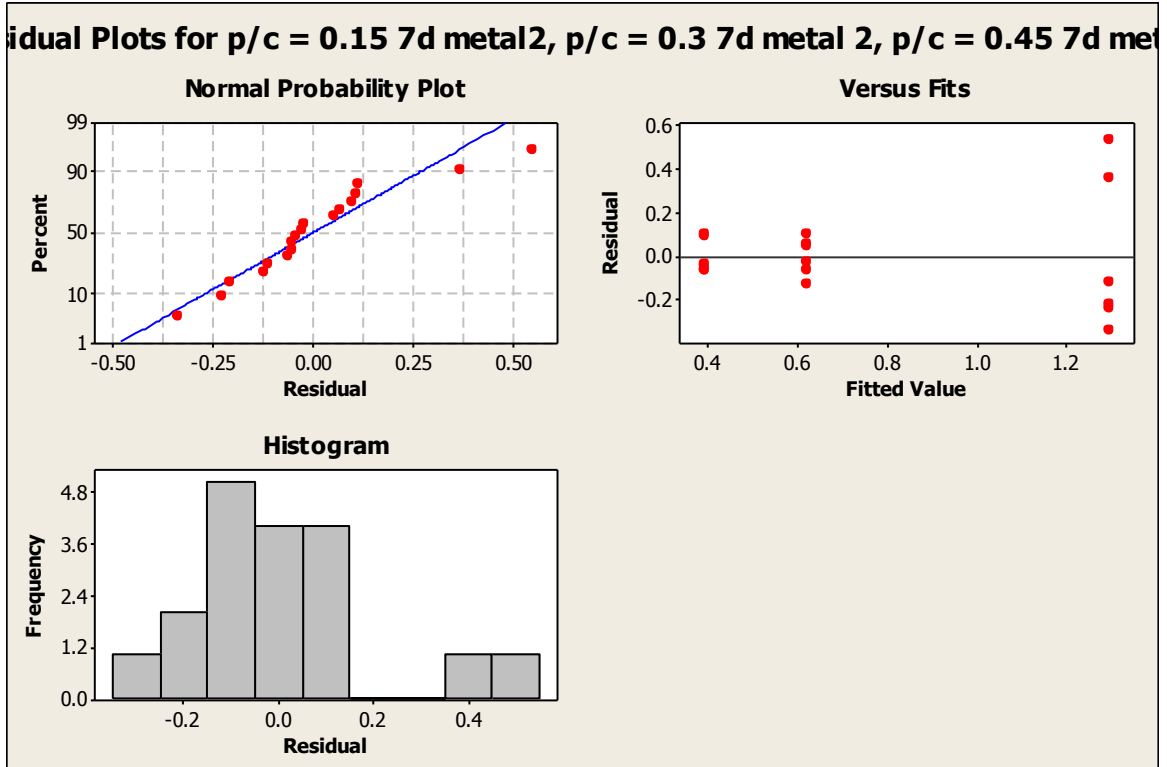 idual Plots for p/c = 0.15 7d metal2, p/c = 0.3 7d metal 2, p/c = 0.45 7d met
Normal Probability Plot
99
90
50
10
1
Percent
-0.50 -0.25 0.00 0.25 0.50
Residual
Versus Fits
0.6
0.4
0.2
0.0
-0.2
Residual
0.4 0.6 0.8 1.0 1.2
Fitted Value
Histogram
4.8
3.6
2.4
1.2
0.0
Frequency
-0.2 0.0 0.2 0.4
Residual